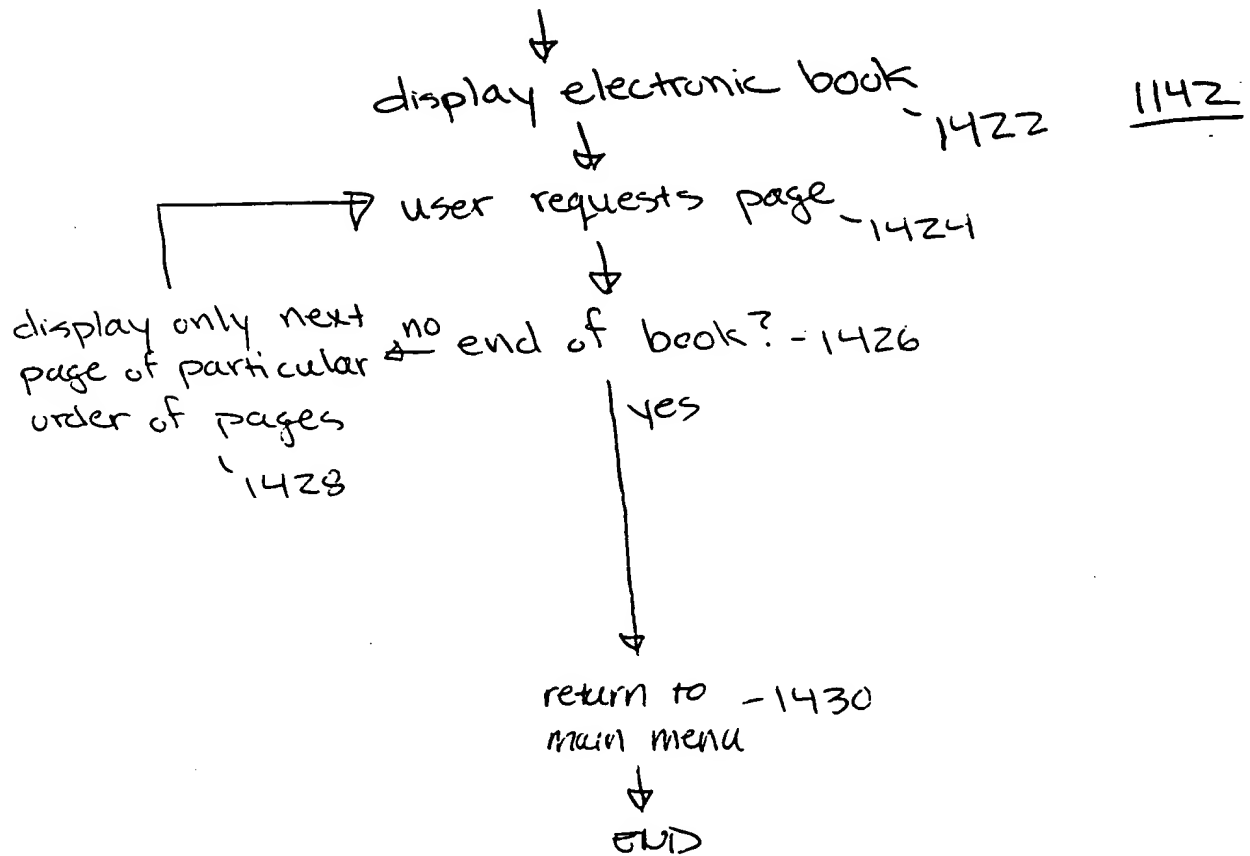 display electronic book
1422
1142
user requests page
1424
display only next
page of particular
order of pages
1428
no
end of book? - 1426
yes
return to - 1430
main menu
END